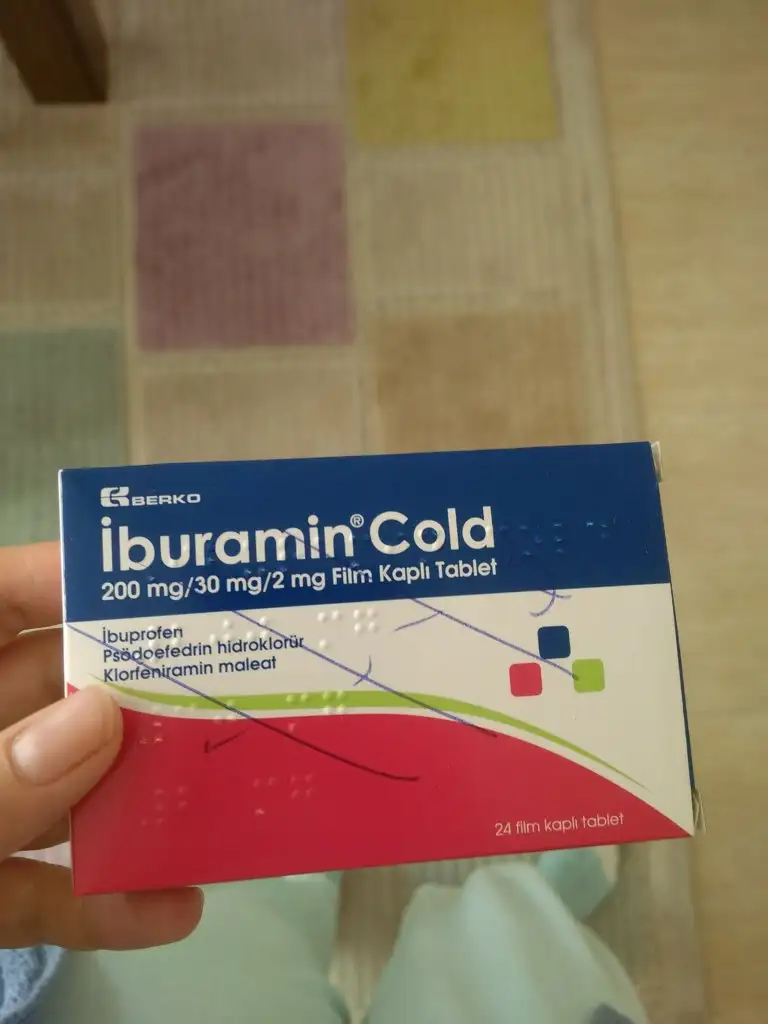 BERKO
İburamin® Cold
200 mg/30 mg/2 mg Film Kaplı Tablet
İbuprofen
Psödoefedrin hidroklorür
Klorfeniramin maleat
24 film kaplı tablet